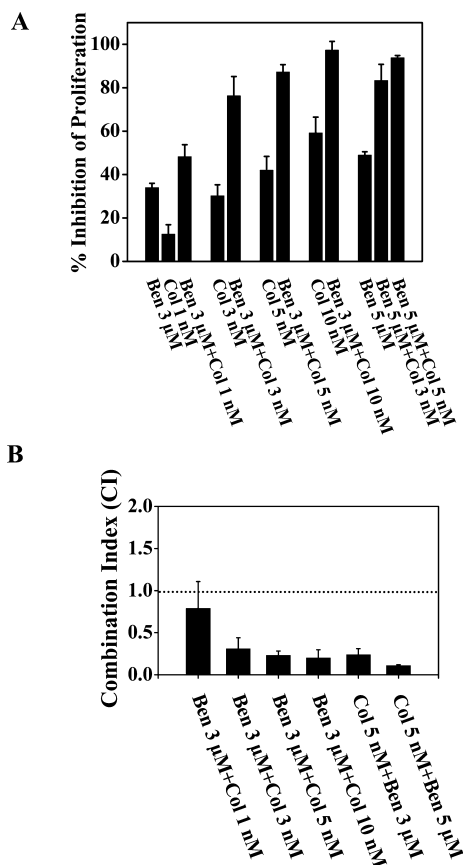 A
% Inhibition of Proliferation
100
80
60
40
20
0
Ben 3 μM
Col 1 nM
Ben 3 μM+Col 1 nM
Col 3 nM
Ben 3 μM+Col 3 nM
Col 5 nM
Ben 3 μM+Col 5 nM
Col 10 nM
Ben 3 μM+Col 10 nM
Ben 5 μM
Ben 5 μM+Col 3 nM
Ben 5 μM+Col 5 nM
B
Combination Index (CI)
2.0
1.5
1.0
0.5
0.0
Ben 3 μM+Col 1 nM
Ben 3 μM+Col 3 nM
Ben 3 μM+Col 5 nM
Ben 3 μM+Col 10 nM
Col 5 nM+Ben 3 μM
Col 5 nM+Ben 5 μM